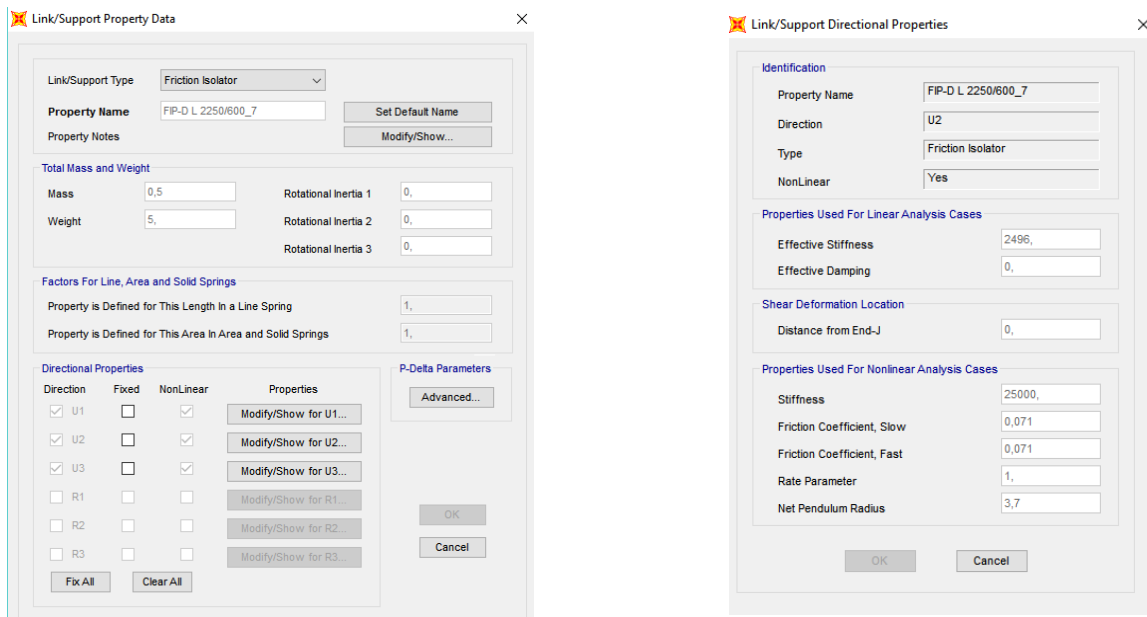 Link/Support Property Data
Link/Support Type Friction Isolator
Property Name FIP-D L 2250/600_7 Set Default Name
Property Notes Modify/Show...
Total Mass and Weight
Mass 0,5 Rotational Inertia 1 0,
Weight 5, Rotational Inertia 2 0,
Rotational Inertia 3 0,
Factors For Line, Area and Solid Springs
Property is Defined for This Length In a Line Spring 1,
Property is Defined for This Area In Area and Solid Springs 1,
Directional Properties
Direction Fixed NonLinear Properties
U1 Modify/Show for U1...
U2 Modify/Show for U2...
U3 Modify/Show for U3...
R1 Modify/Show for R1...
R2 Modify/Show for R2...
R3 Modify/Show for R3...
Fix All Clear All
P-Delta Parameters
Advanced...
OK
Cancel
Link/Support Directional Properties
Identification
Property Name FIP-D L 2250/600_7
Direction U2
Type Friction Isolator
NonLinear Yes
Properties Used For Linear Analysis Cases
Effective Stiffness 2496,
Effective Damping 0,
Shear Deformation Location
Distance from End-J 0,
Properties Used For Nonlinear Analysis Cases
Stiffness 25000,
Friction Coefficient, Slow 0,071
Friction Coefficient, Fast 0,071
Rate Parameter 1,
Net Pendulum Radius 3,7
OK Cancel